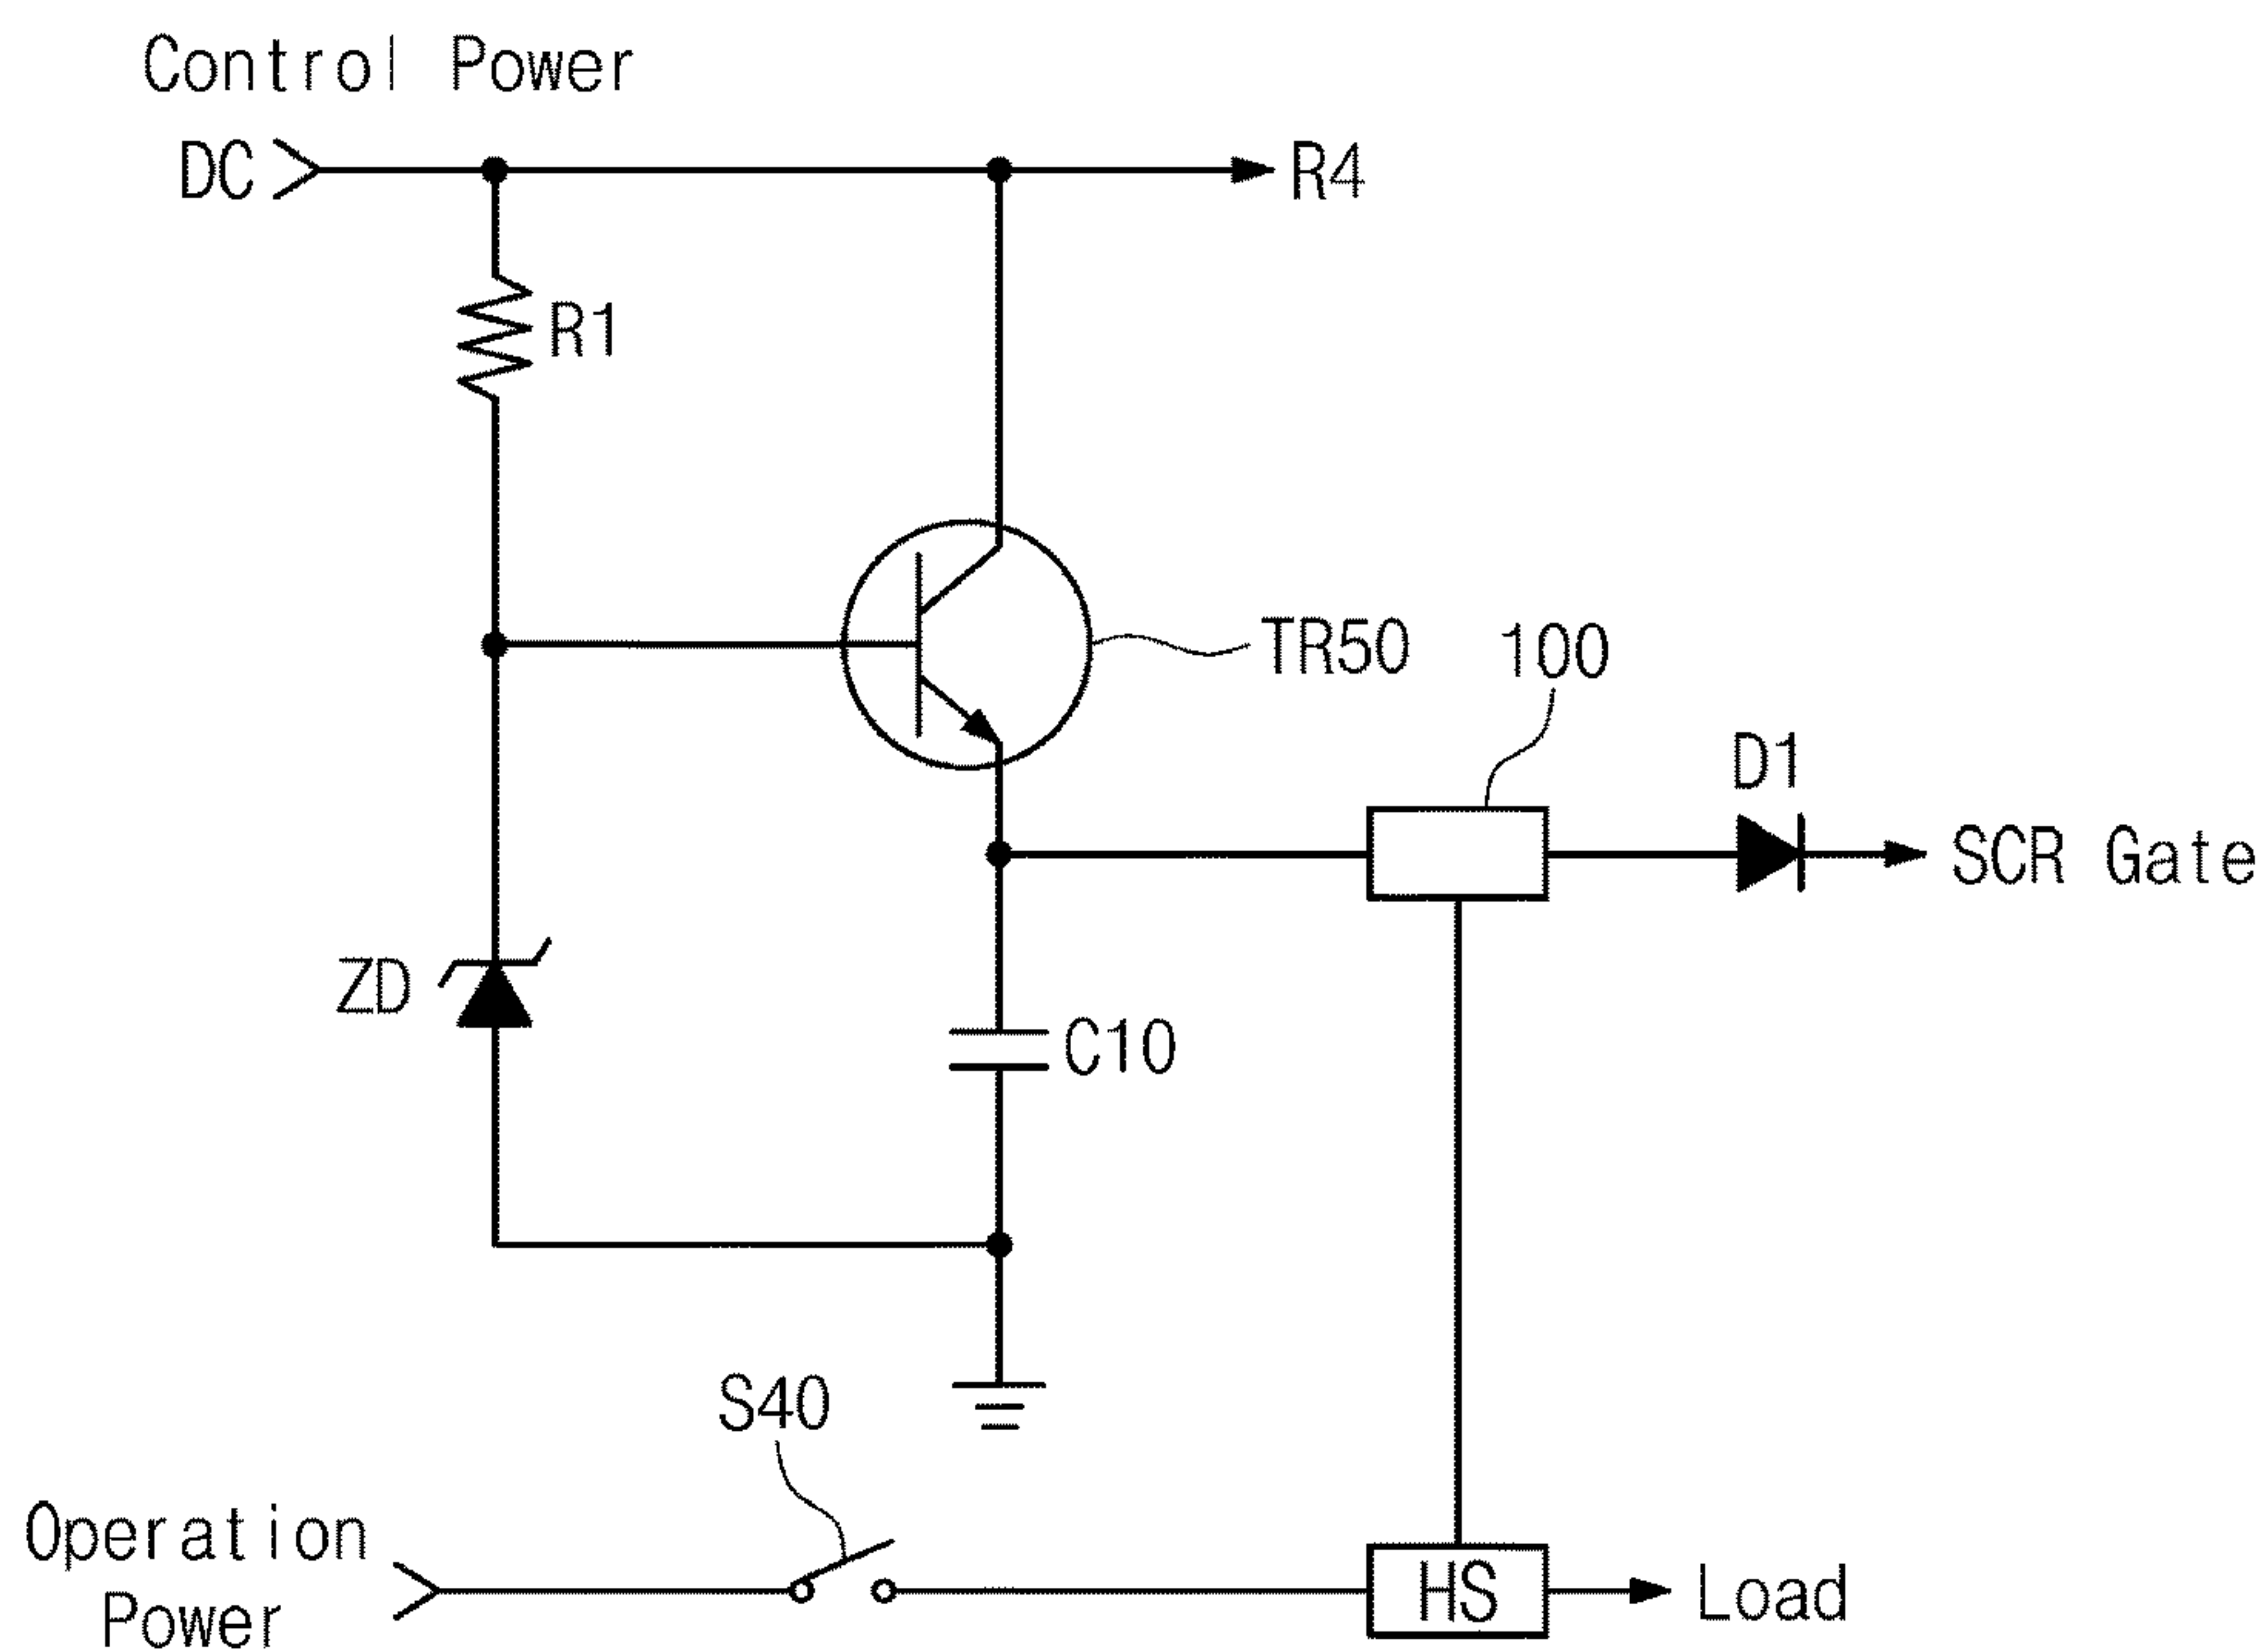 Control Power
DC
R4
R1
TR50
100
D1
SCR Gate
ZD
C10
S40
Operation
Power
HS
Load